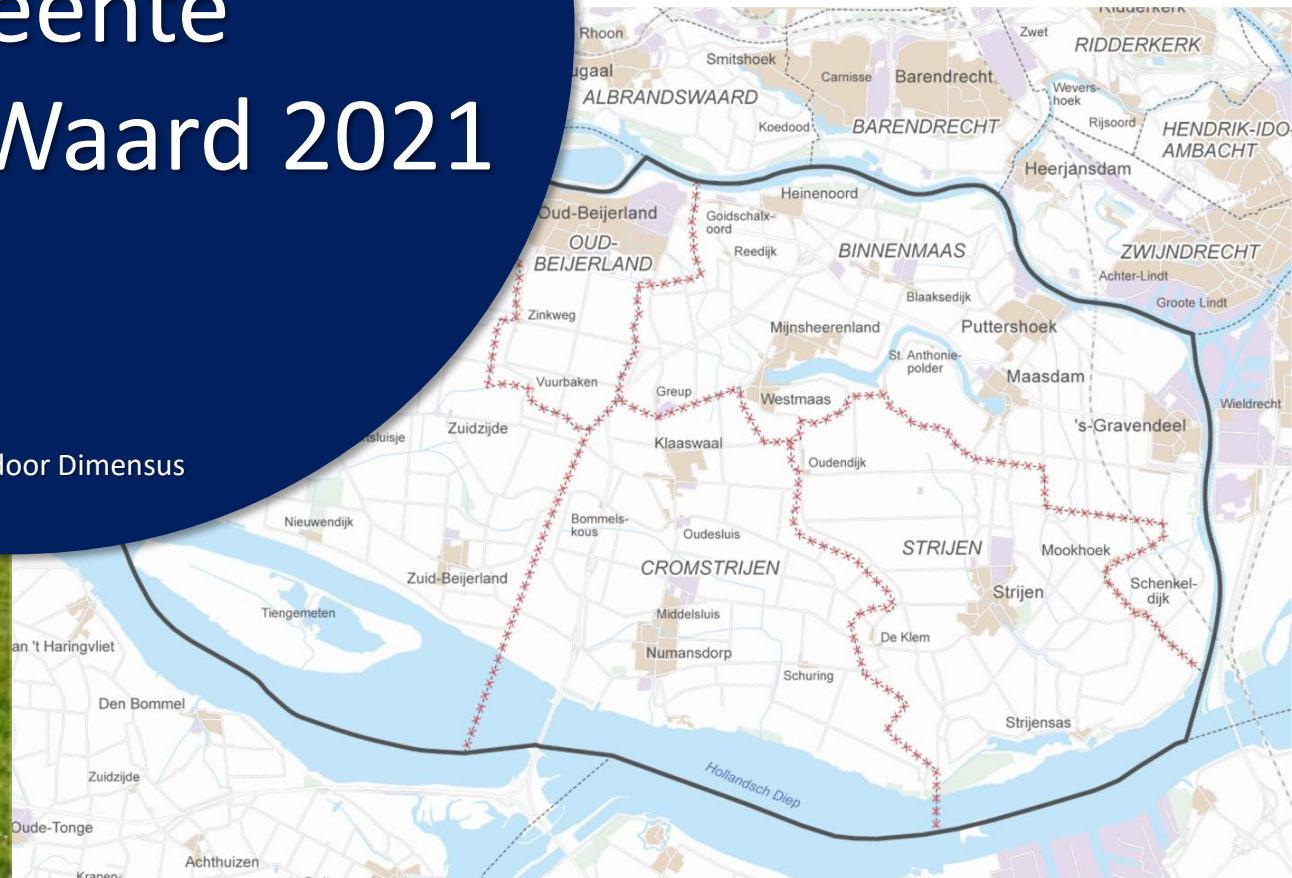 eente
Waard 2021
door Dimensus
Rhoon
Smitshoek
Zwet
Ridderkerk
RIDDERKERK
ugaal
Carnisse
Barendrecht
ALBRANDSWAARD
Wevers-
hoek
Koedood
BARENDRECHT
Rijsoord
HENDRIK-IDO-
AMBACHT
Heerjansdam
Heinenoord
Oud-Beijerland
Goidschalx-
oord
OUD-
BEIJERLAND
Reedijk
BINNENMAAS
ZWIJNDRECHT
Achter-Lindt
Groote Lindt
Blaaksedijk
Zinkweg
Mijnsheerenland
Puttershoek
St. Anthonie-
polder
Maasdam
Vuurbaken
Greup
Westmaas
Wieldrecht
Zuidzijde
tsluisje
Klaaswaal
's-Gravendeel
Oudendijk
Nieuwendijk
Bommels-
kous
Oudesluis
STRIJEN
Mookhoek
Zuid-Beijerland
CROMSTRIJEN
Strijen
Schenkel-
dijk
Tiengemeten
Middelsluis
De Klem
an 't Haringvliet
Numansdorp
Schuring
Den Bommel
Strijensas
Zuidzijde
Hollandsch Diep
Oude-Tonge
Achthuizen
Kranen-